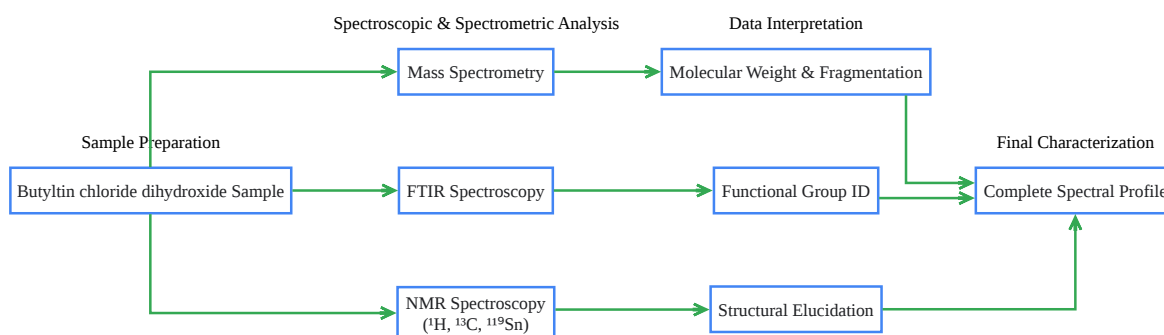 Spectroscopic & Spectrometric Analysis
Data Interpretation
Mass Spectrometry
Molecular Weight & Fragmentation
Sample Preparation
Final Characterization
Butyltin chloride dihydroxide Sample
FTIR Spectroscopy
Functional Group ID
Complete Spectral Profile
NMR Spectroscopy
(¹H, ¹³C, ¹¹⁹Sn)
Structural Elucidation